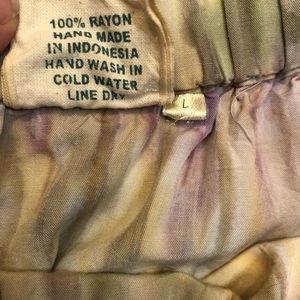 100% RAYON
HAND MADE
IN INDONESIA
HAND WASH IN
COLD WATER
LINE DRY
L